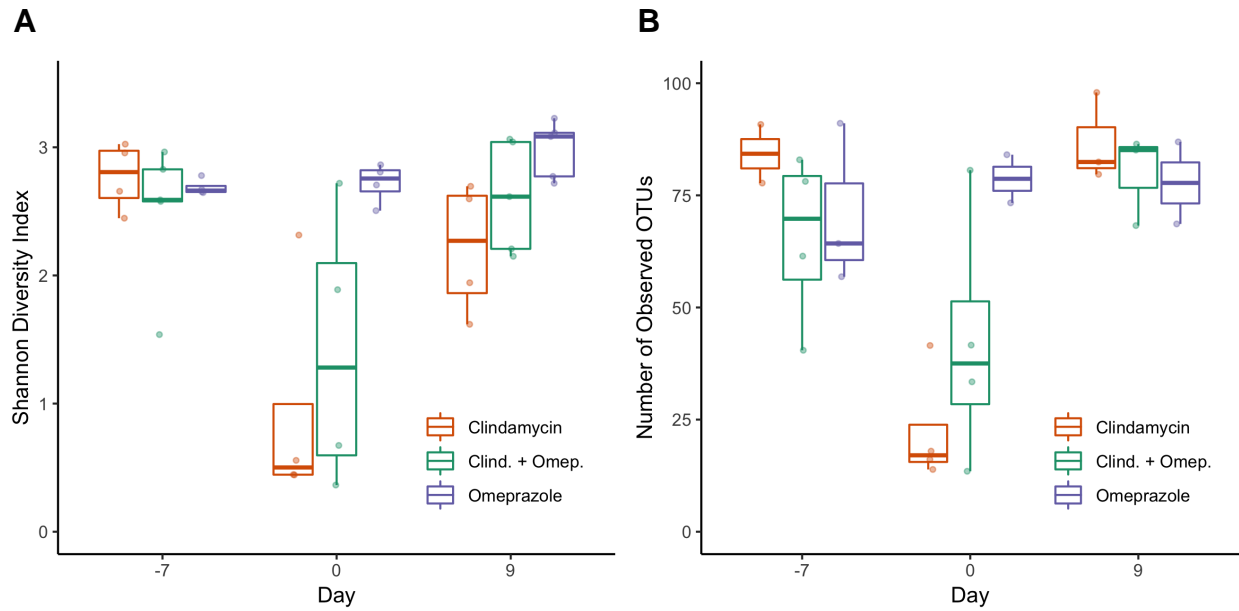 A
Shannon Diversity Index
3
2
1
0
-7
0
9
Day
Clindamycin
Clind. + Omep.
Omeprazole
B
Number of Observed OTUs
100
75
50
25
0
-7
0
9
Day
Clindamycin
Clind. + Omep.
Omeprazole